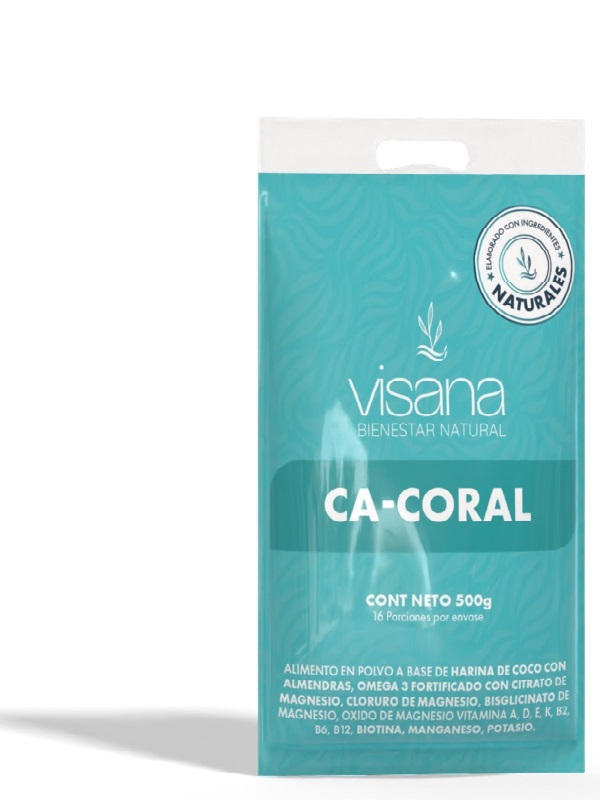 ELABORADO CON INGREDIENTES
NATURALES
visana
BIENESTAR NATURAL
CA-CORAL
CONT NETO 500g
16 Porciones por envase
ALIMENTO EN POLVO A BASE DE HARINA DE COCO CON
ALMENDRAS, OMEGA 3 FORTIFICADO CON CITRATO DE
MAGNESIO, CLORURO DE MAGNESIO, BISGLICINATO DE
MAGNESIO, OXIDO DE MAGNESIO VITAMINA A, D, E, K, B2,
B6, B12, BIOTINA, MANGANESO, POTASIO.